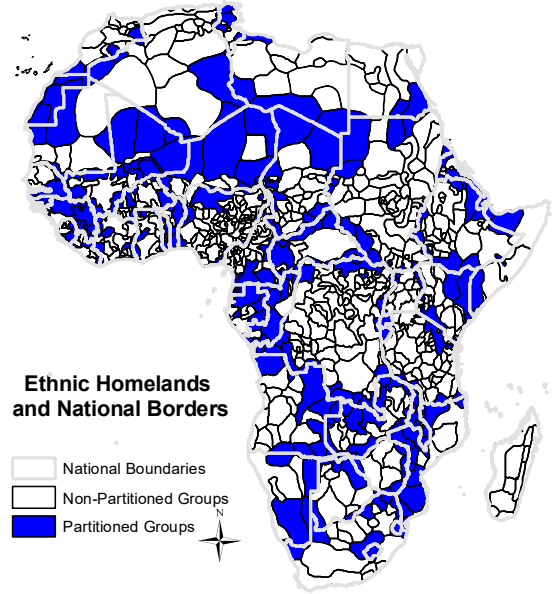 Ethnic Homelands
and National Borders
National Boundaries
Non-Partitioned Groups
Partitioned Groups
N